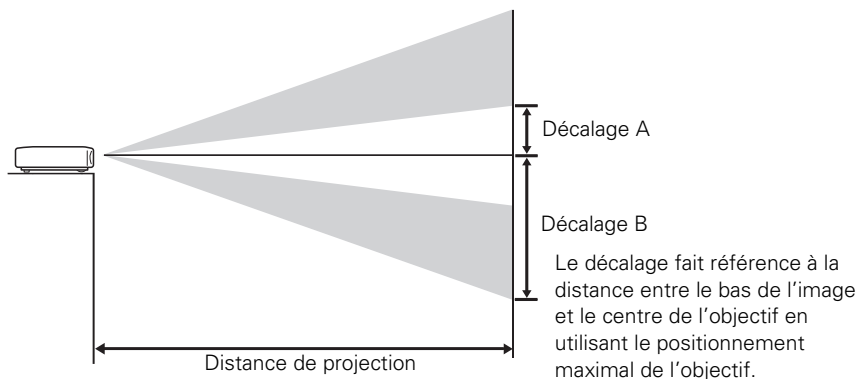 Décalage A
Décalage B
Le décalage fait référence à la
distance entre le bas de l’image
et le centre de l’objectif en
utilisant le positionnement
maximal de l’objectif.
Distance de projection